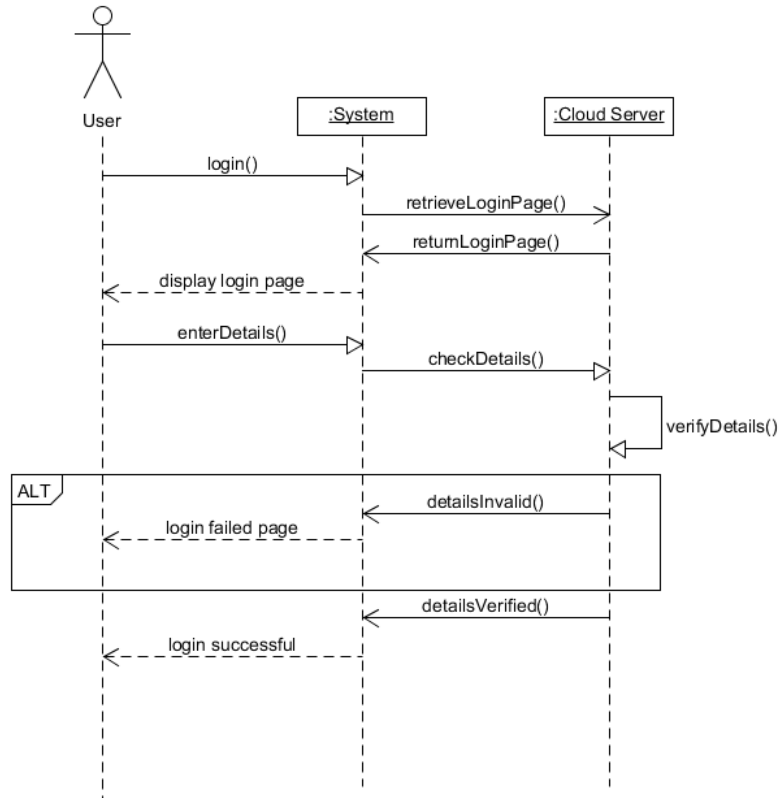 User
:System
:Cloud Server
login()
retrieveLoginPage()
returnLoginPage()
display login page
enterDetails()
checkDetails()
verifyDetails()
ALT
detailsInvalid()
login failed page
detailsVerified()
login successful